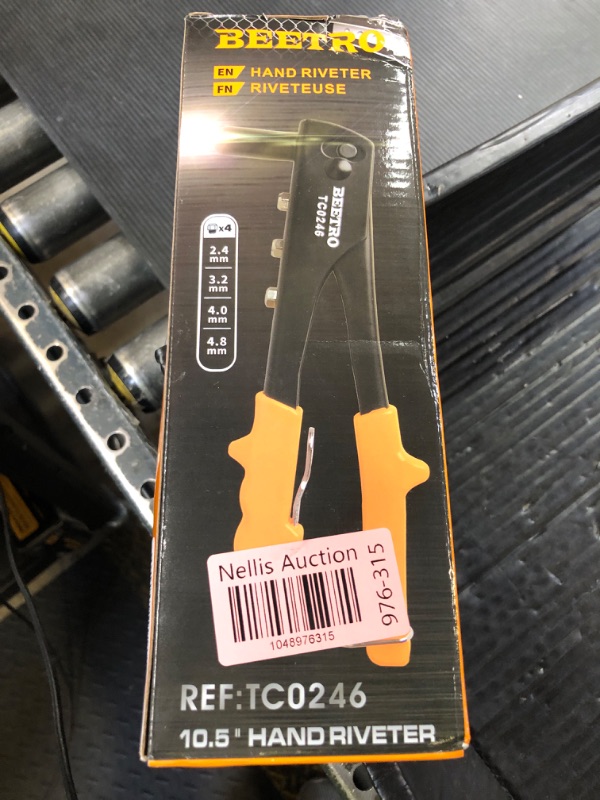 BEETRO
EN HAND RIVETER
FN RIVETEUSE
BEETRO
TC0246
x4
2.4
mm
3.2
mm
4.0
mm
4.8
mm
Nellis Auction
976-315
1048976315
REF:TC0246
10.5" HAND RIVETER